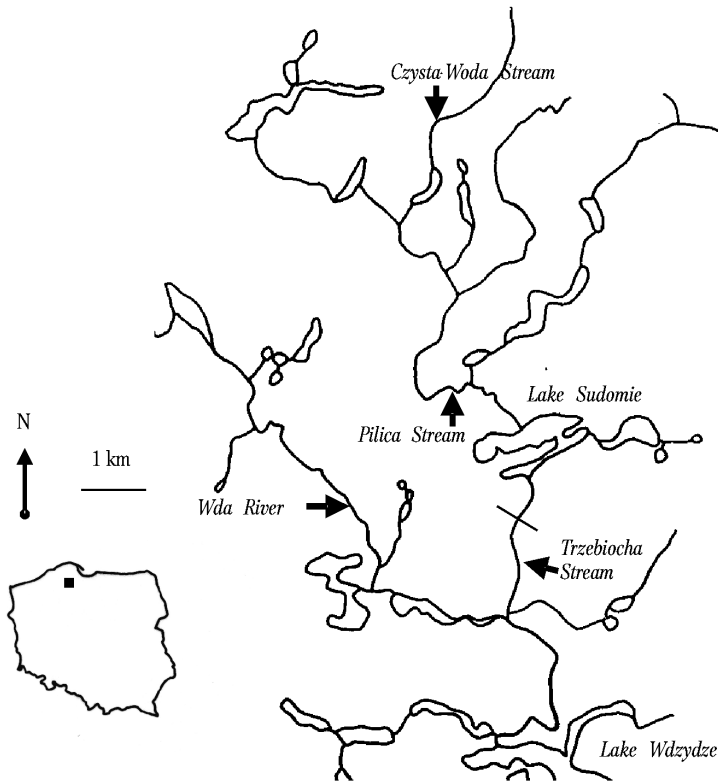 Czysta Woda Stream
Lake Sudomie
N
Pilica Stream
1 km
Wda River
Trzebiocha
Stream
Lake Wdzydze